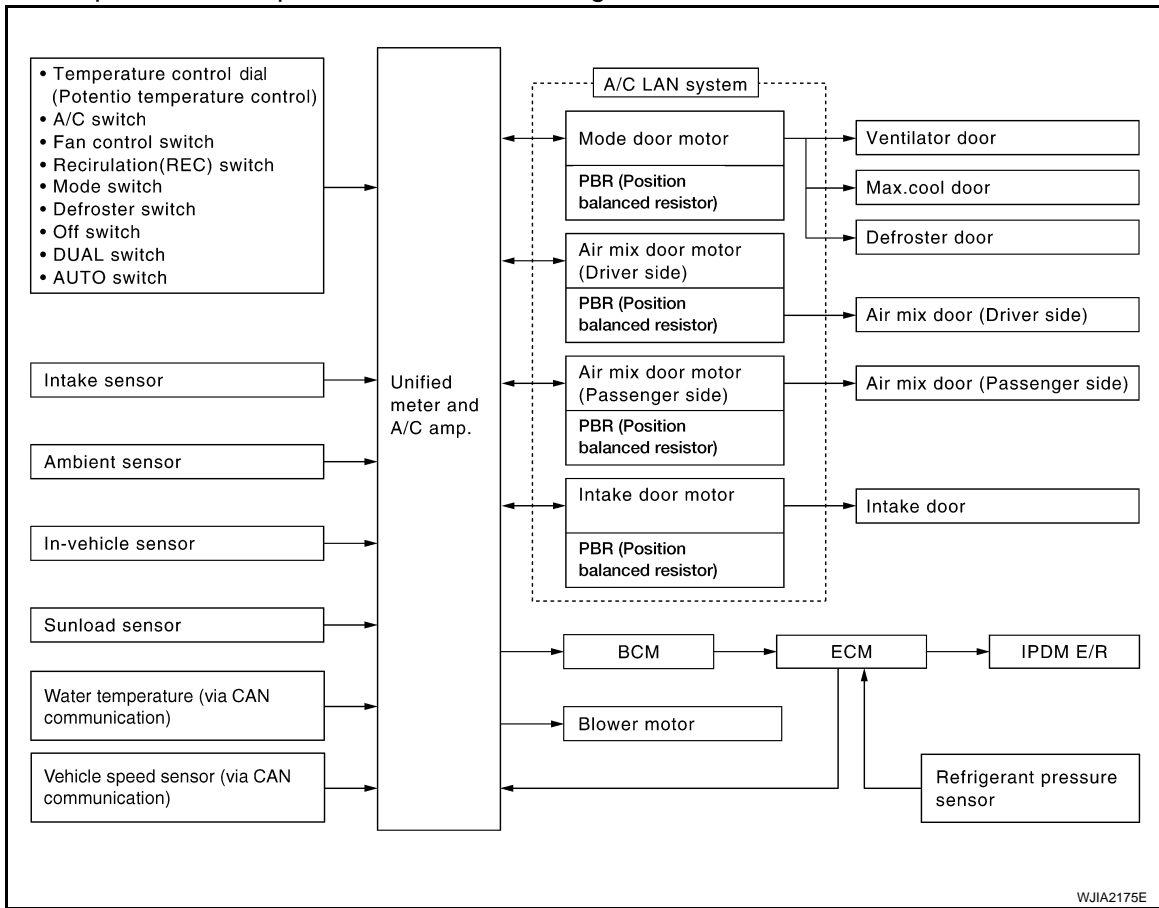 • Temperature control dial
(Potentio temperature control)
• A/C switch
• Fan control switch
• Recirulation(REC) switch
• Mode switch
• Defroster switch
• Off switch
• DUAL switch
• AUTO switch
Intake sensor
Ambient sensor
In-vehicle sensor
Sunload sensor
Water temperature (via CAN
communication)
Vehicle speed sensor (via CAN
communication)
Unified
meter and
A/C amp.
A/C LAN system
Mode door motor
PBR (Position
balanced resistor)
Air mix door motor
(Driver side)
PBR (Position
balanced resistor)
Air mix door motor
(Passenger side)
PBR (Position
balanced resistor)
Intake door motor
PBR (Position
balanced resistor)
Ventilator door
Max.cool door
Defroster door
Air mix door (Driver side)
Air mix door (Passenger side)
Intake door
BCM
ECM
IPDM E/R
Blower motor
Refrigerant pressure
sensor
WJIA2175E